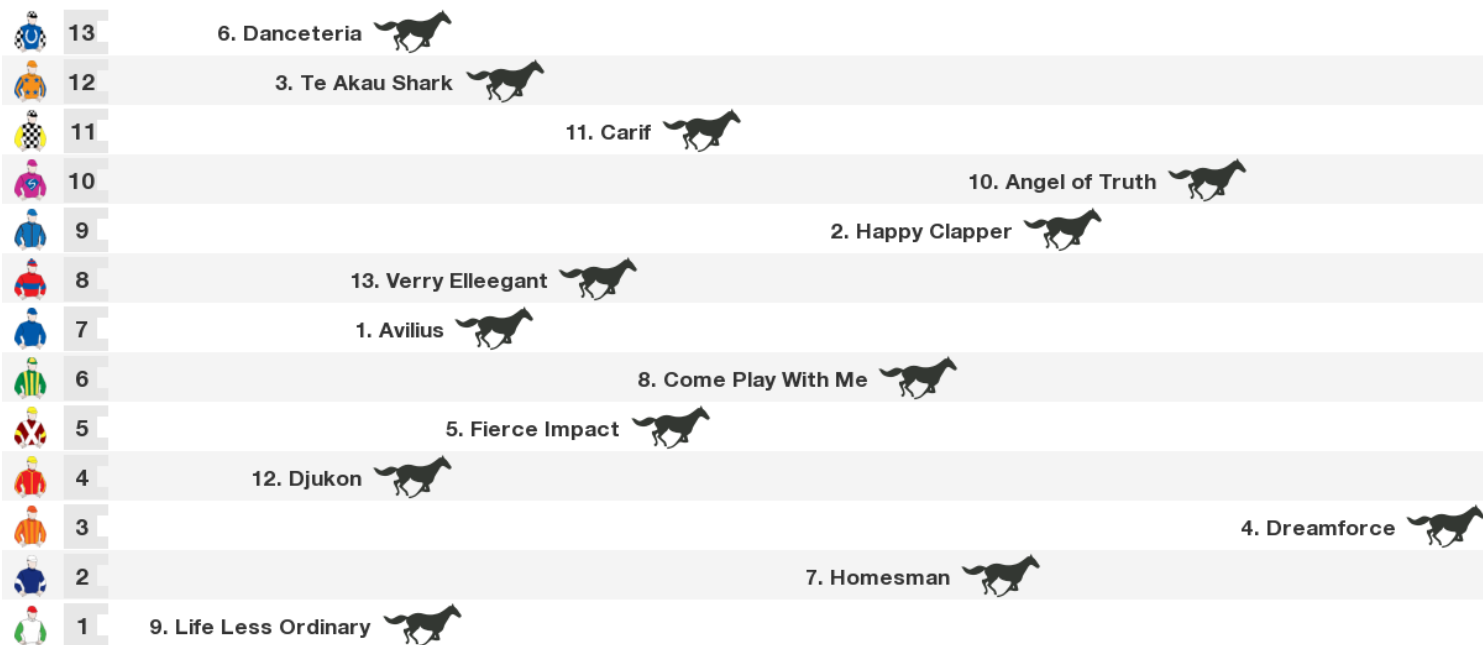 13 6. Danceteria
12 3. Te Akau Shark
11 11. Carif
10 10. Angel of Truth
9 2. Happy Clapper
8 13. Verry Elleegant
7 1. Avilius
6 8. Come Play With Me
5 5. Fierce Impact
4 12. Djukon
3 4. Dreamforce
2 7. Homesman
1 9. Life Less Ordinary